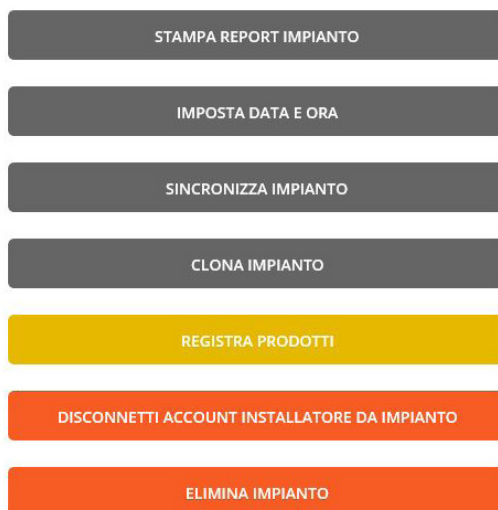 STAMPA REPORT IMPIANTO
IMPOSTA DATA E ORA
SINCRONIZZA IMPIANTO
CLONA IMPIANTO
REGISTRA PRODOTTI
DISCONNETTI ACCOUNT INSTALLATORE DA IMPIANTO
ELIMINA IMPIANTO